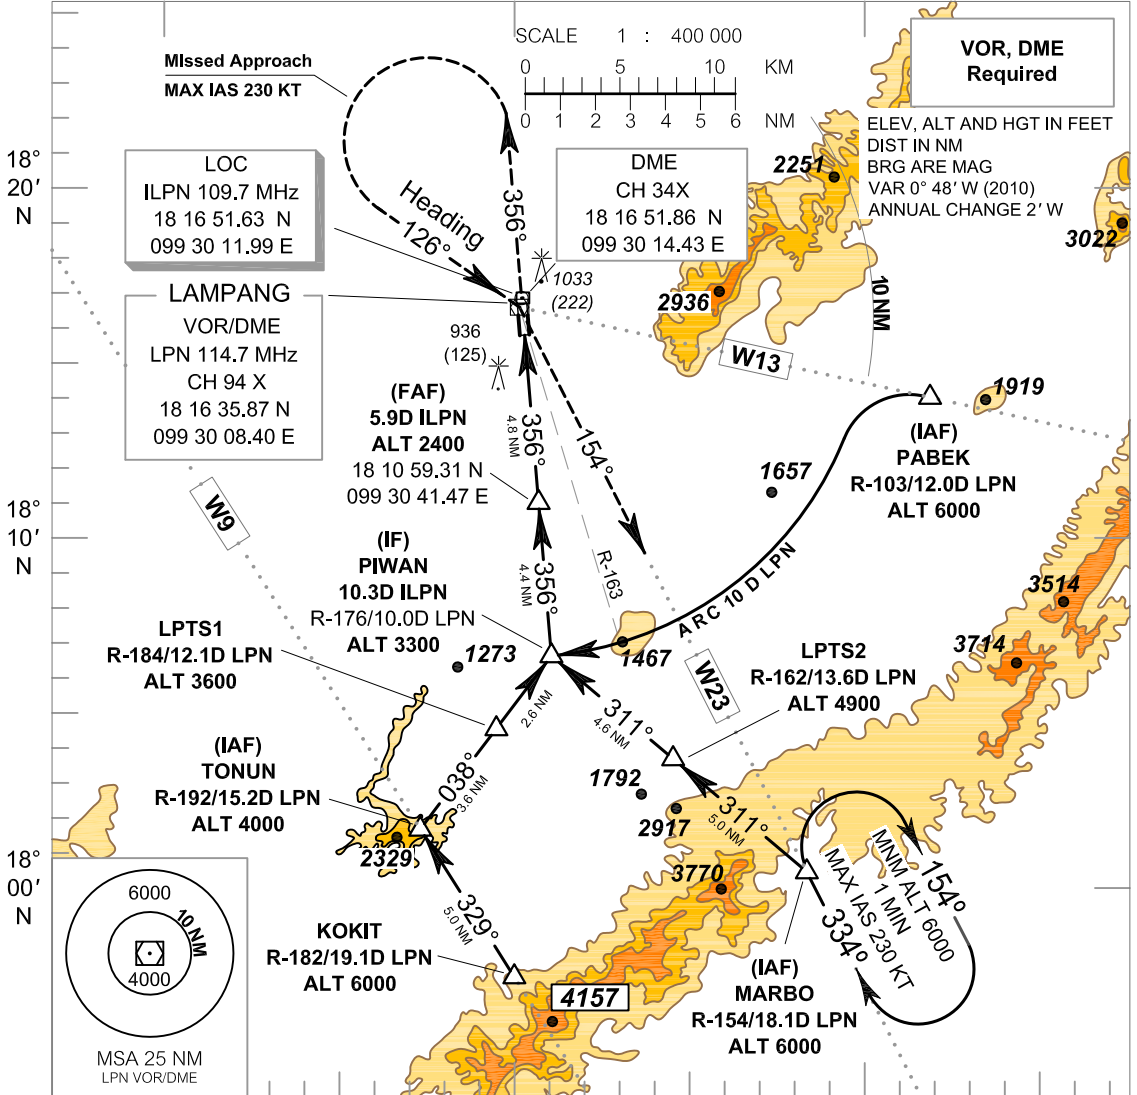 SCALE 1 : 400 000
0 5 10 KM
0 1 2 3 4 5 6 NM
VOR, DME
Required
ELEV, ALT AND HGT IN FEET
DIST IN NM
BRG ARE MAG
VAR 0° 48' W (2010)
ANNUAL CHANGE 2' W
MIssed Approach
MAX IAS 230 KT
18°
20'
N
LOC
ILPN 109.7 MHz
18 16 51.63 N
099 30 11.99 E
DME
CH 34X
18 16 51.86 N
099 30 14.43 E
Heading
126°
356°
2251
3022
2936
10 NM
1033
(222)
LAMPANG
VOR/DME
LPN 114.7 MHz
CH 94 X
18 16 35.87 N
099 30 08.40 E
936
(125)
W13
1919
(FAF)
5.9D ILPN
ALT 2400
18 10 59.31 N
099 30 41.47 E
356°
4.8 NM
154°
1657
(IAF)
PABEK
R-103/12.0D LPN
ALT 6000
18°
10'
N
W9
(IF)
PIWAN
10.3D ILPN
R-176/10.0D LPN
ALT 3300
356°
4.4 NM
R-163
ARC 10 D LPN
3514
3714
LPTS1
R-184/12.1D LPN
ALT 3600
1273
1467
W23
LPTS2
R-162/13.6D LPN
ALT 4900
2.6 NM
311°
4.6 NM
(IAF)
TONUN
R-192/15.2D LPN
ALT 4000
038°
3.6 NM
1792
2917
311°
5.0 NM
2329
18°
00'
N
3770
154°
MNM ALT 6000
1 MIN
MAX IAS 230 KT
334°
329°
5.0 NM
KOKIT
R-182/19.1D LPN
ALT 6000
4157
(IAF)
MARBO
R-154/18.1D LPN
ALT 6000
6000
10 NM
4000
MSA 25 NM
LPN VOR/DME